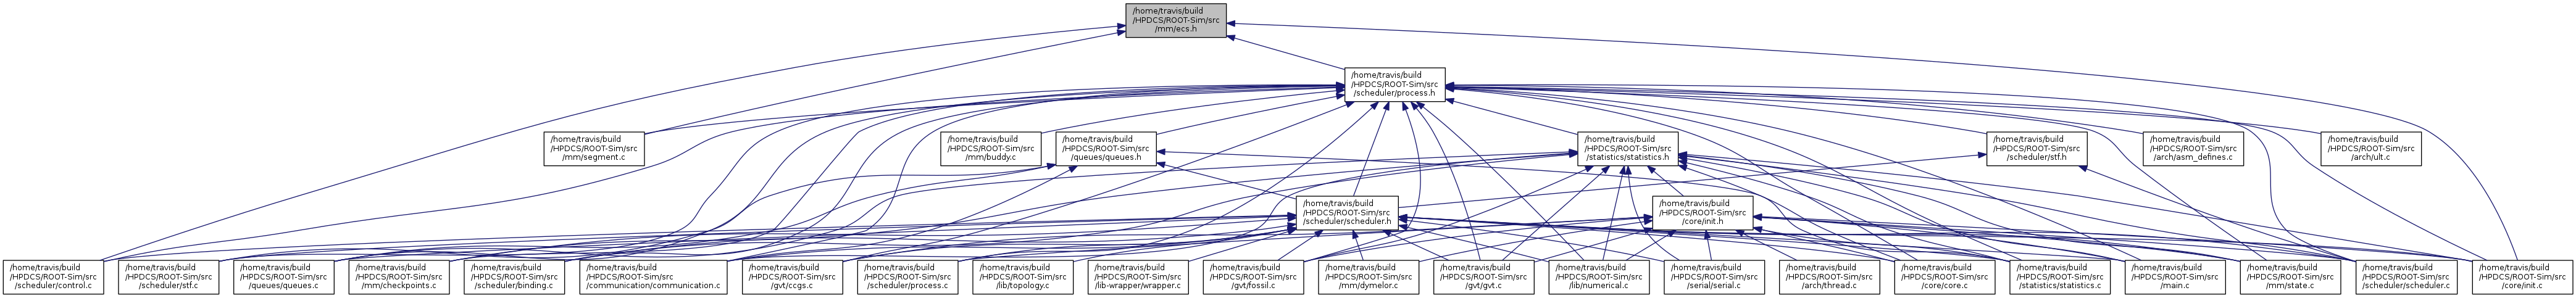 /home/travis/build
/HPDCS/ROOT-Sim/src
/mm/ecs.h
/home/travis/build
/HPDCS/ROOT-Sim/src
/scheduler/process.h
/home/travis/build
/HPDCS/ROOT-Sim/src
/mm/segment.c
/home/travis/build
/HPDCS/ROOT-Sim/src
/mm/buddy.c
/home/travis/build
/HPDCS/ROOT-Sim/src
/queues/queues.h
/home/travis/build
/HPDCS/ROOT-Sim/src
/statistics/statistics.h
/home/travis/build
/HPDCS/ROOT-Sim/src
/scheduler/stf.h
/home/travis/build
/HPDCS/ROOT-Sim/src
/arch/asm_defines.c
/home/travis/build
/HPDCS/ROOT-Sim/src
/arch/ult.c
/home/travis/build
/HPDCS/ROOT-Sim/src
/scheduler/scheduler.h
/home/travis/build
/HPDCS/ROOT-Sim/src
/core/init.h
/home/travis/build
/HPDCS/ROOT-Sim/src
/scheduler/control.c
/home/travis/build
/HPDCS/ROOT-Sim/src
/scheduler/stf.c
/home/travis/build
/HPDCS/ROOT-Sim/src
/queues/queues.c
/home/travis/build
/HPDCS/ROOT-Sim/src
/mm/checkpoints.c
/home/travis/build
/HPDCS/ROOT-Sim/src
/scheduler/binding.c
/home/travis/build
/HPDCS/ROOT-Sim/src
/communication/communication.c
/home/travis/build
/HPDCS/ROOT-Sim/src
/gvt/ccgs.c
/home/travis/build
/HPDCS/ROOT-Sim/src
/scheduler/process.c
/home/travis/build
/HPDCS/ROOT-Sim/src
/lib/topology.c
/home/travis/build
/HPDCS/ROOT-Sim/src
/lib-wrapper/wrapper.c
/home/travis/build
/HPDCS/ROOT-Sim/src
/gvt/fossil.c
/home/travis/build
/HPDCS/ROOT-Sim/src
/mm/dymelor.c
/home/travis/build
/HPDCS/ROOT-Sim/src
/gvt/gvt.c
/home/travis/build
/HPDCS/ROOT-Sim/src
/lib/numerical.c
/home/travis/build
/HPDCS/ROOT-Sim/src
/serial/serial.c
/home/travis/build
/HPDCS/ROOT-Sim/src
/arch/thread.c
/home/travis/build
/HPDCS/ROOT-Sim/src
/core/core.c
/home/travis/build
/HPDCS/ROOT-Sim/src
/statistics/statistics.c
/home/travis/build
/HPDCS/ROOT-Sim/src
/main.c
/home/travis/build
/HPDCS/ROOT-Sim/src
/mm/state.c
/home/travis/build
/HPDCS/ROOT-Sim/src
/scheduler/scheduler.c
/home/travis/build
/HPDCS/ROOT-Sim/src
/core/init.c